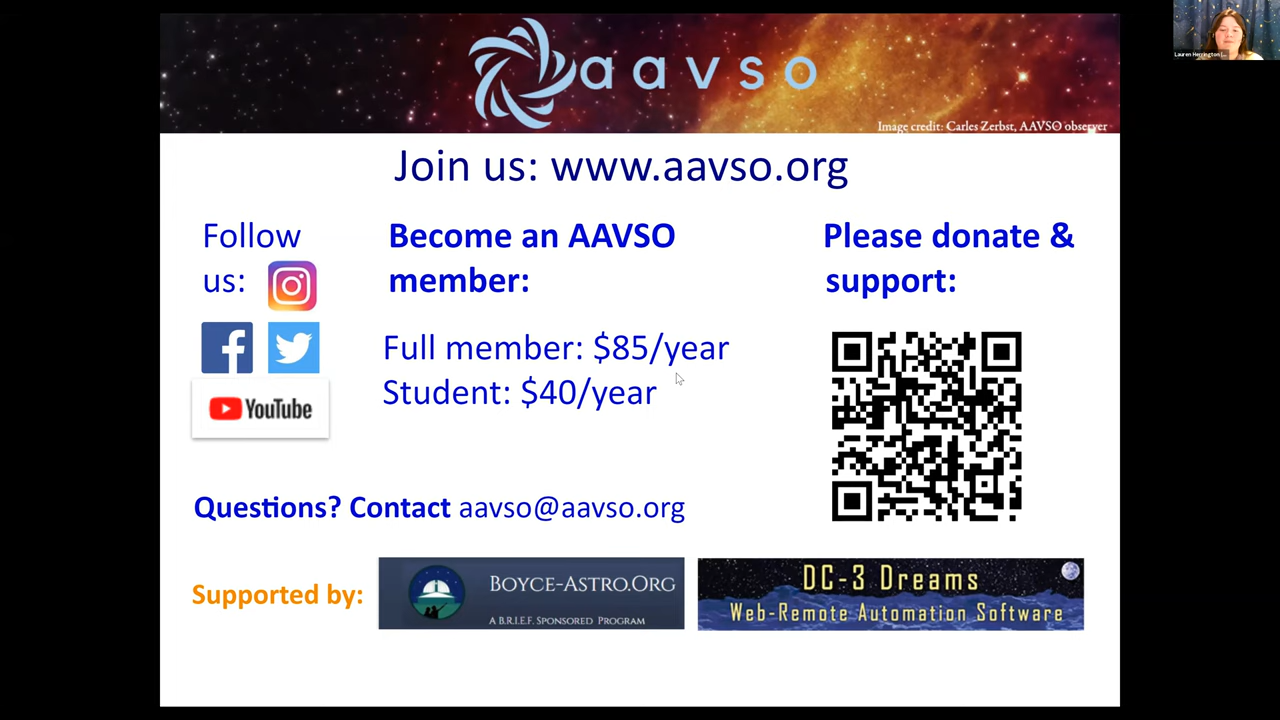 aavso
Image credit: Carles Zerbst, AAVSO observer
Join us: www.aavso.org
Follow
us:
YouTube
Become an AAVSO
member:
Full member: $85/year
Student: $40/year
Please donate &
support:
Questions? Contact aavso@aavso.org
Supported by:
BOYCE-ASTRO.ORG
A B.R.I.E.F. SPONSORED PROGRAM
DC-3 Dreams
Web-Remote Automation Software
Lauren Herrington